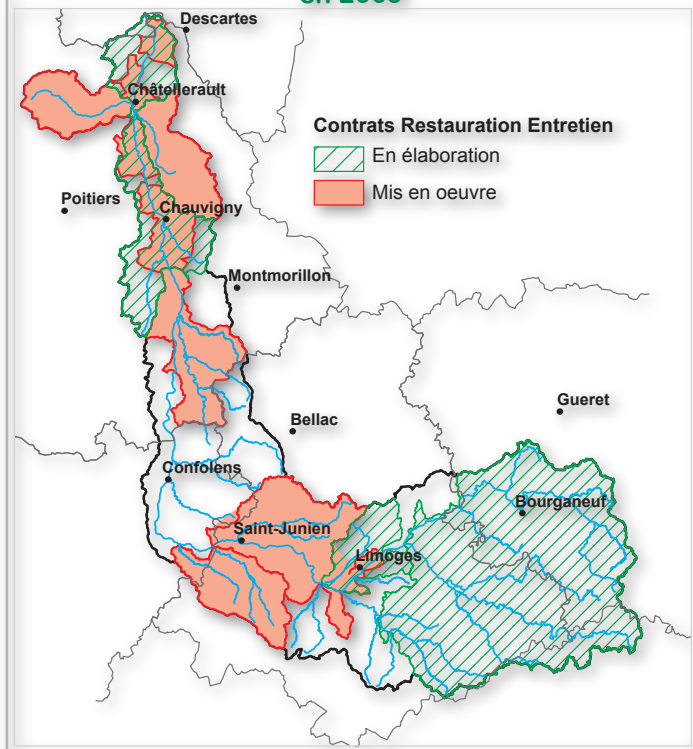 Descartes
Châtellerault
Contrats Restauration Entretien
En élaboration
Mis en oeuvre
Poitiers
Chauvigny
Montmorillon
Gueret
Bellac
Confolens
Bourganeuf
Saint-Junien
Limoges